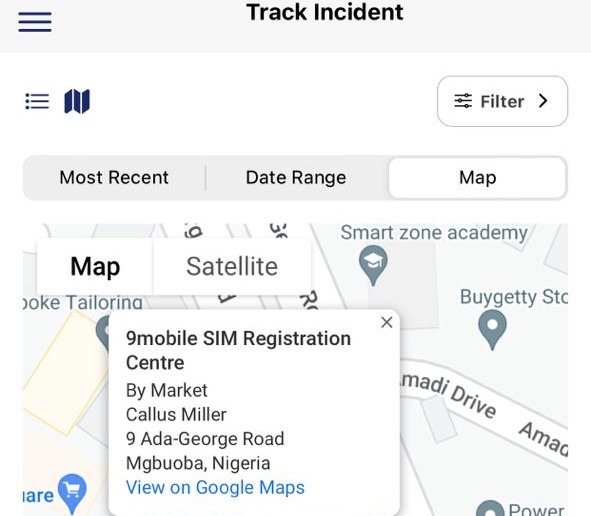 Track Incident
Filter
Most Recent
Date Range
Map
Smart zone academy
Map
Satellite
oke Tailoring
Buygetty Sto
9mobile SIM Registration
Centre
By Market
Callus Miller
9 Ada-George Road
Mgbuoba, Nigeria
View on Google Maps
madi Drive
Amad
are
Power